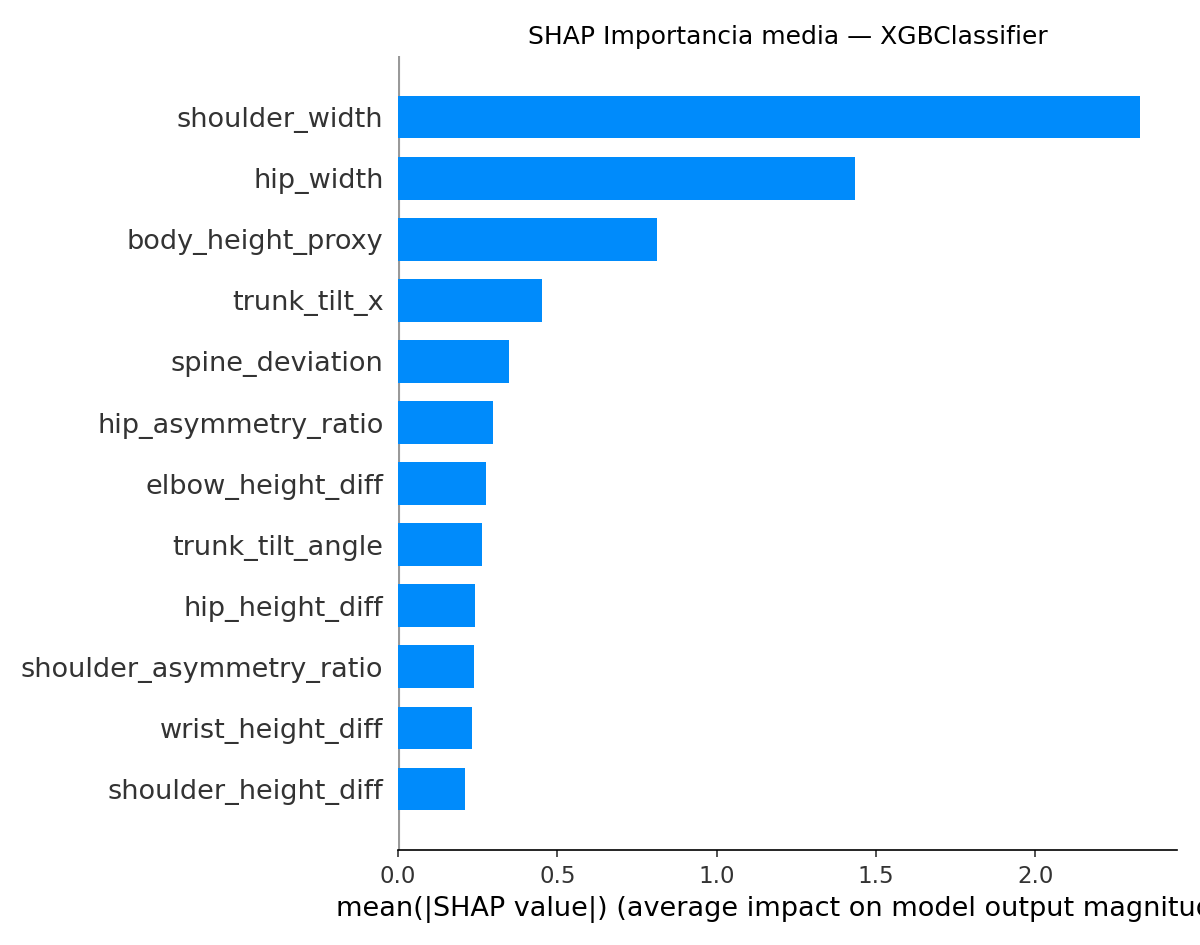 SHAP Importancia media — XGBClassifier
shoulder_width
hip_width
body_height_proxy
trunk_tilt_x
spine_deviation
hip_asymmetry_ratio
elbow_height_diff
trunk_tilt_angle
hip_height_diff
shoulder_asymmetry_ratio
wrist_height_diff
shoulder_height_diff
0.0 0.5 1.0 1.5 2.0
mean(|SHAP value|) (average impact on model output